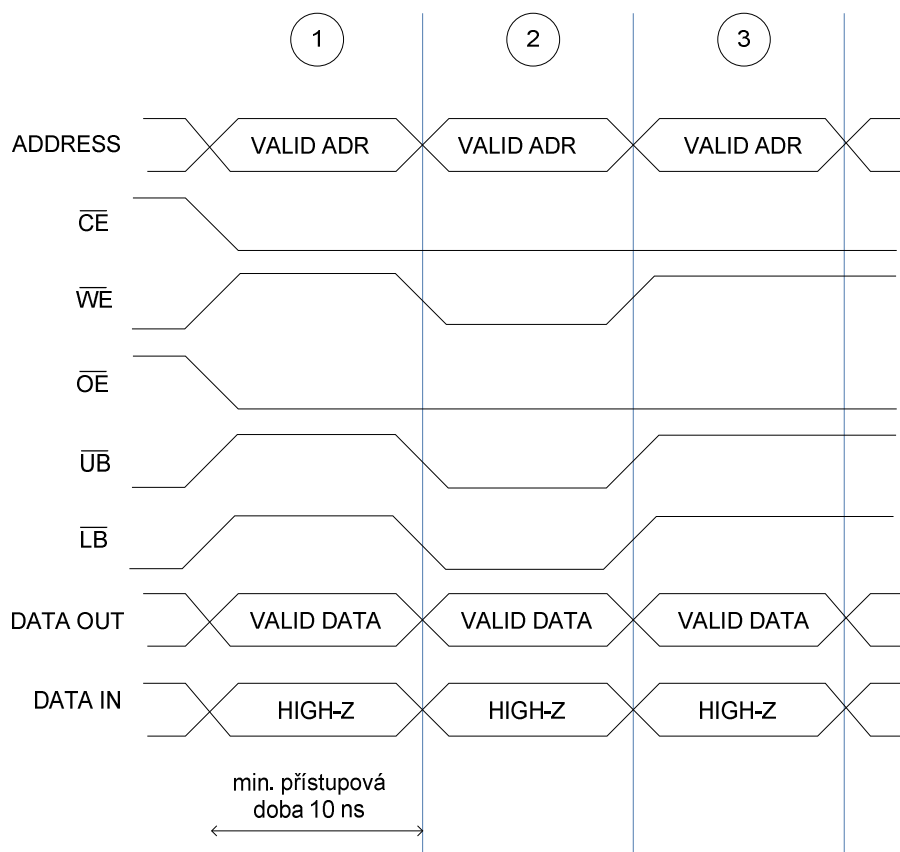 1 2 3
ADDRESS VALID ADR VALID ADR VALID ADR
CE
WE
OE
UB
LB
DATA OUT VALID DATA VALID DATA VALID DATA
DATA IN HIGH-Z HIGH-Z HIGH-Z
min. přístupová
doba 10 ns